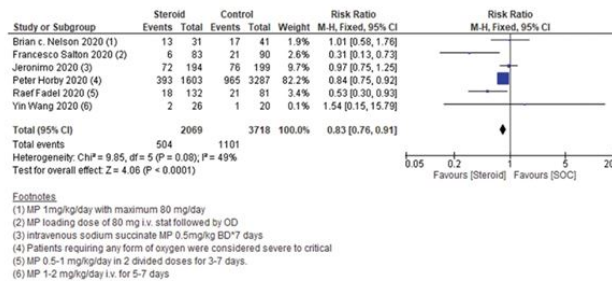 Steroid Control Risk Ratio Risk Ratio
Study or Subgroup Events Total Events Total Weight M-H, Fixed, 95% CI M-H, Fixed, 95% CI
Brian c. Nelson 2020 (1) 13 31 17 41 1.9% 1.01 [0.58, 1.76]
Francesco Salton 2020 (2) 6 83 21 90 3.2% 0.31 [0.13, 0.73]
Jeronimo 2020 (3) 72 194 76 199 9.8% 0.97 [0.75, 1.25]
Peter Horby 2020 (4) 393 1603 965 3287 82.2% 0.84 [0.75, 0.92]
Raef Fadel 2020 (5) 18 132 21 81 3.4% 0.53 [0.30, 0.93]
Yin Wang 2020 (6) 2 26 1 20 0.1% 1.54 [0.15, 15.79]
Total (95% CI) 2069 3718 100.0% 0.83 [0.76, 0.91]
Total events 504 1101
Heterogeneity: Chi² = 9.85, df = 5 (P = 0.08); I² = 49%
Test for overall effect: Z = 4.06 (P < 0.0001)
0.05 0.2 1 5 20
Favours [Steroid] Favours [SOC]
Footnotes
(1) MP 1mg/kg/day with maximum 80 mg/day
(2) MP loading dose of 80 mg i.v. stat followed by OD
(3) intravenous sodium succinate MP 0.5mg/kg BD*7 days
(4) Patients requiring any form of oxygen were considered severe to critical
(5) MP 0.5-1 mg/kg/day in 2 divided doses for 3-7 days.
(6) MP 1-2 mg/kg/day i.v. for 5-7 days